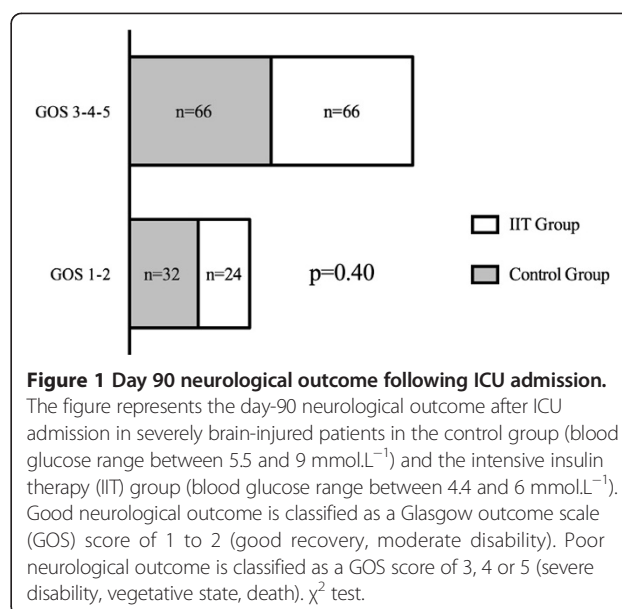 GOS 3-4-5
n=66
n=66
IIT Group
GOS 1-2
n=32
n=24
p=0.40
Control Group
Figure 1 Day 90 neurological outcome following ICU admission.
The figure represents the day-90 neurological outcome after ICU
admission in severely brain-injured patients in the control group (blood
glucose range between 5.5 and 9 mmol.L⁻¹) and the intensive insulin
therapy (IIT) group (blood glucose range between 4.4 and 6 mmol.L⁻¹).
Good neurological outcome is classified as a Glasgow outcome scale
(GOS) score of 1 to 2 (good recovery, moderate disability). Poor
neurological outcome is classified as a GOS score of 3, 4 or 5 (severe
disability, vegetative state, death). χ² test.